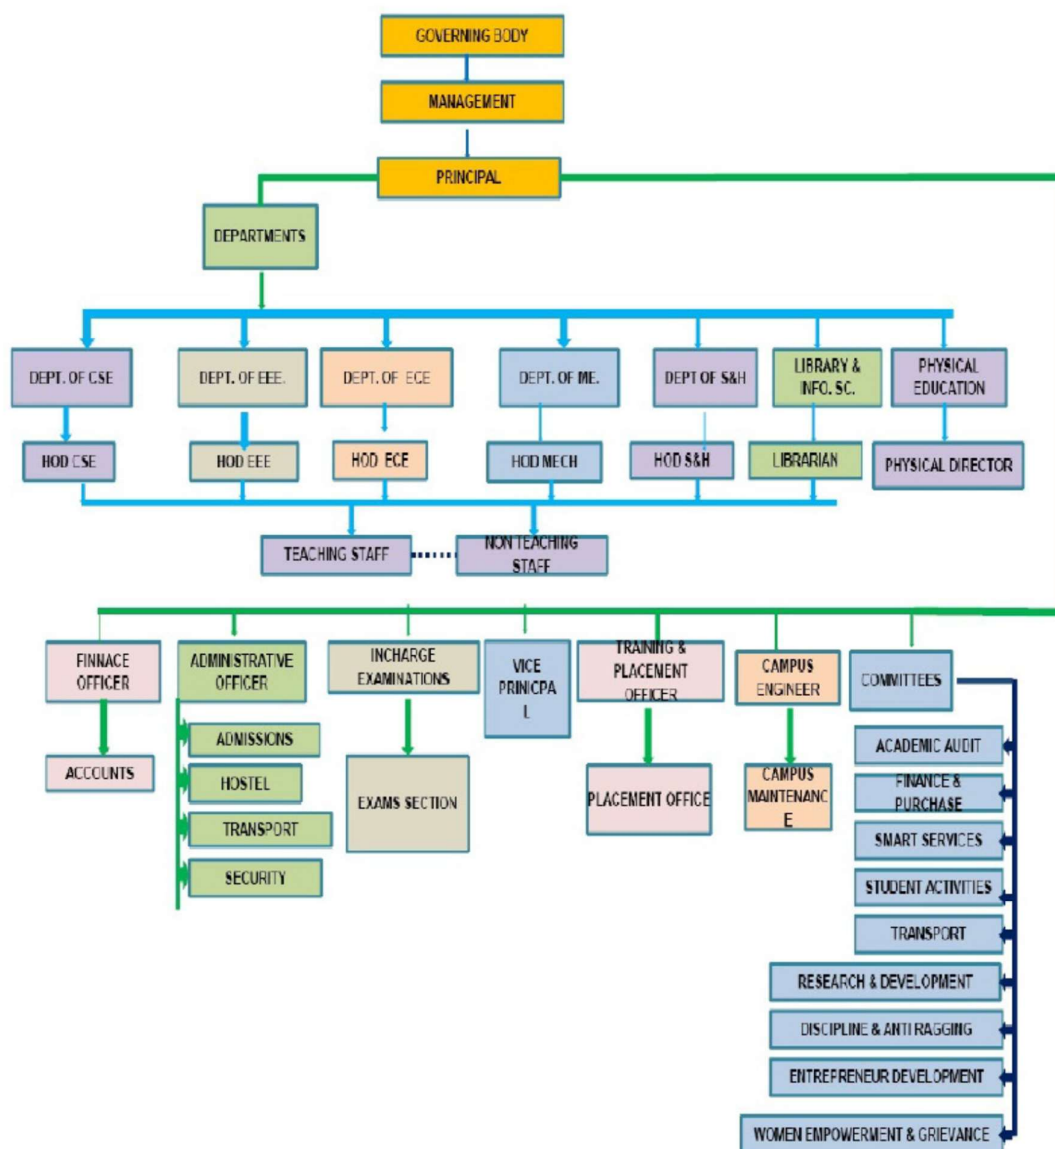 GOVERNING BODY
MANAGEMENT
PRINCIPAL
DEPARTMENTS
DEPT. OF CSE
DEPT. OF EEE.
DEPT. OF ECE
DEPT. OF ME.
DEPT OF S&H
LIBRARY &
INFO. SC.
PHYSICAL
EDUCATION
HOD CSE
HOD EEE
HOD ECE
HOD MECH
HOD S&H
LIBRARIAN
PHYSICAL DIRECTOR
TEACHING STAFF
NON TEACHING
STAFF
FINNACE
OFFICER
ADMINISTRATIVE
OFFICER
INCHARGE
EXAMINATIONS
VICE
PRINICPA
L
TRAINING &
PLACEMENT
OFFICER
CAMPUS
ENGINEER
COMMITTEES
ACCOUNTS
ADMISSIONS
HOSTEL
TRANSPORT
SECURITY
EXAMS SECTION
PLACEMENT OFFICE
CAMPUS
MAINTENANC
E
ACADEMIC AUDIT
FINANCE &
PURCHASE
SMART SERVICES
STUDENT ACTIVITIES
TRANSPORT
RESEARCH & DEVELOPMENT
DISCIPLINE & ANTI RAGGING
ENTREPRENEUR DEVELOPMENT
WOMEN EMPOWERMENT & GRIEVANCE